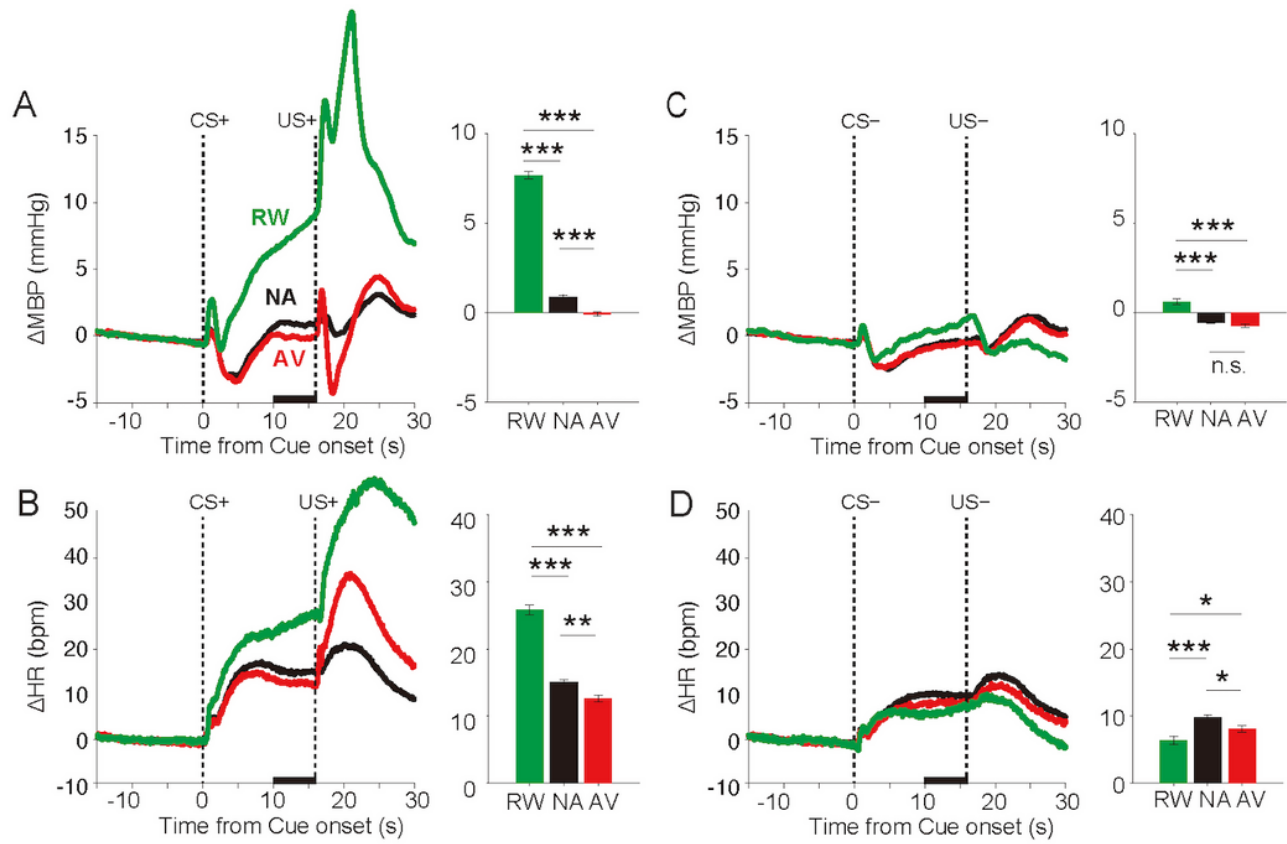 A
CS+
US+
ΔMBP (mmHg)
15
10
5
0
-5
RW
NA
AV
-10 0 10 20 30
Time from Cue onset (s)
10
5
0
-5
***
***
***
RW NA AV
C
CS−
US−
ΔMBP (mmHg)
15
10
5
0
-5
-10 0 10 20 30
Time from Cue onset (s)
10
5
0
-5
***
***
n.s.
RW NA AV
B
CS+
US+
ΔHR (bpm)
50
40
30
20
10
0
-10
-10 0 10 20 30
Time from Cue onset (s)
40
30
20
10
0
***
***
**
RW NA AV
D
CS−
US−
ΔHR (bpm)
50
40
30
20
10
0
-10
-10 0 10 20 30
Time from Cue onset (s)
40
30
20
10
0
*
***
*
RW NA AV